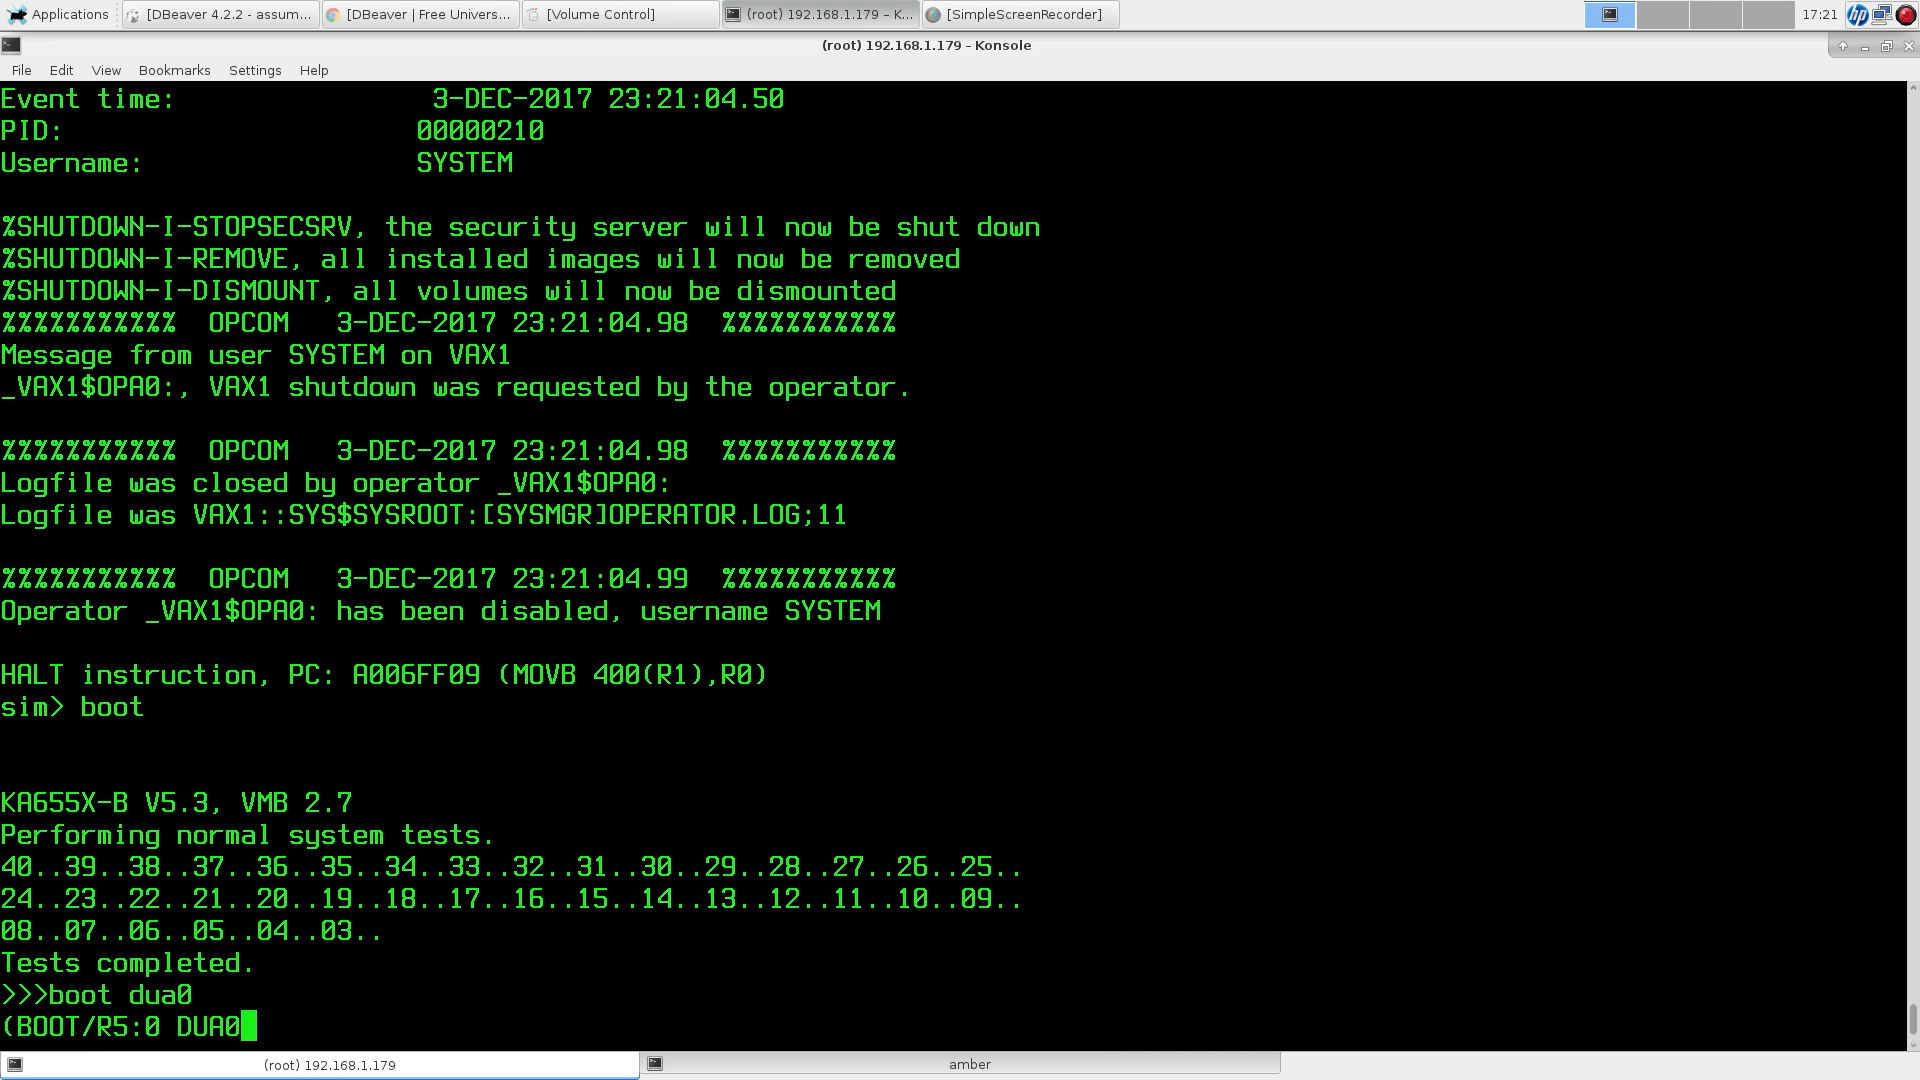 Applications [DBeaver 4.2.2 - assum... [DBeaver | Free Univers... [Volume Control] (root) 192.168.1.179 – K... [SimpleScreenRecorder] 17:21
(root) 192.168.1.179 – Konsole
File Edit View Bookmarks Settings Help
Event time: 3-DEC-2017 23:21:04.50
PID: 00000210
Username: SYSTEM
%SHUTDOWN-I-STOPSECSRV, the security server will now be shut down
%SHUTDOWN-I-REMOVE, all installed images will now be removed
%SHUTDOWN-I-DISMOUNT, all volumes will now be dismounted
%%%%%%%%%%% OPCOM 3-DEC-2017 23:21:04.98 %%%%%%%%%%%
Message from user SYSTEM on VAX1
_VAX1$OPA0:, VAX1 shutdown was requested by the operator.
%%%%%%%%%%% OPCOM 3-DEC-2017 23:21:04.98 %%%%%%%%%%%
Logfile was closed by operator _VAX1$OPA0:
Logfile was VAX1::SYS$SYSROOT:[SYSMGR]OPERATOR.LOG;11
%%%%%%%%%%% OPCOM 3-DEC-2017 23:21:04.99 %%%%%%%%%%%
Operator _VAX1$OPA0: has been disabled, username SYSTEM
HALT instruction, PC: A006FF09 (MOVB 400(R1),R0)
sim> boot
KA655X-B V5.3, VMB 2.7
Performing normal system tests.
40..39..38..37..36..35..34..33..32..31..30..29..28..27..26..25..
24..23..22..21..20..19..18..17..16..15..14..13..12..11..10..09..
08..07..06..05..04..03..
Tests completed.
>>>boot dua0
(BOOT/R5:0 DUA0
(root) 192.168.1.179 amber